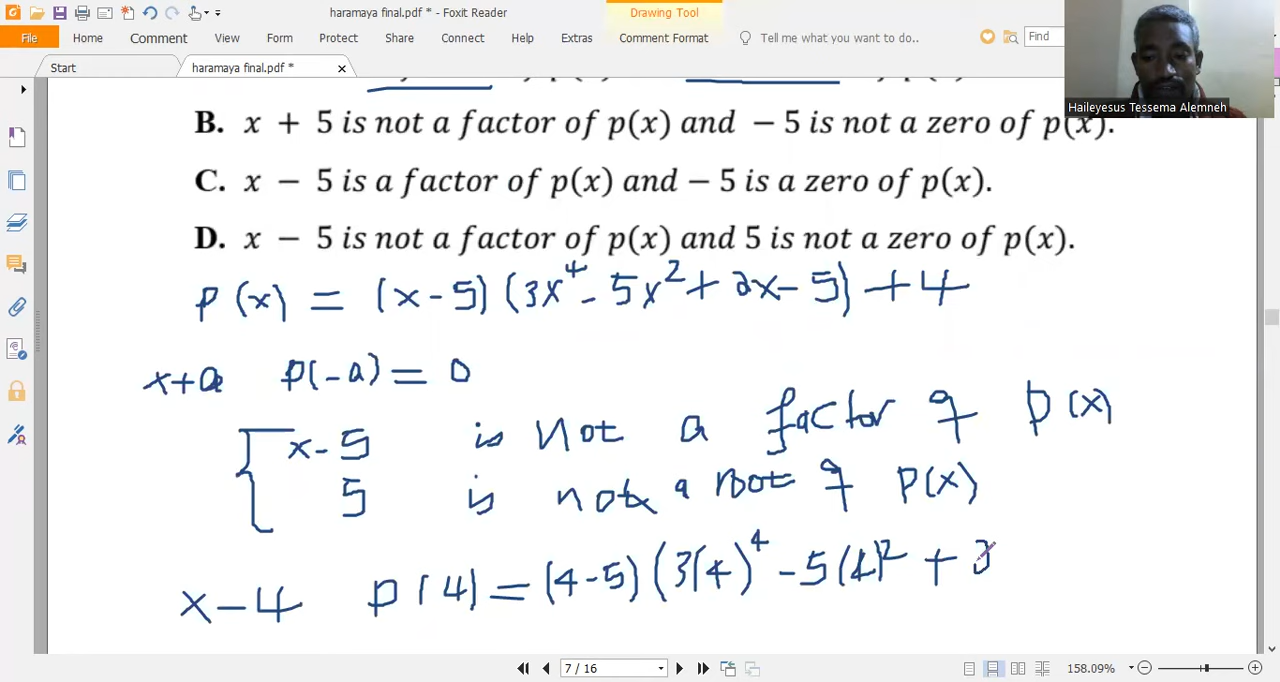 haramaya final.pdf * - Foxit Reader
Drawing Tool
File Home Comment View Form Protect Share Connect Help Extras Comment Format Tell me what you want to do.. Find
Start haramaya final.pdf *
Haileyesus Tessema Alemneh
B. x + 5 is not a factor of p(x) and − 5 is not a zero of p(x).
C. x − 5 is a factor of p(x) and − 5 is a zero of p(x).
D. x − 5 is not a factor of p(x) and 5 is not a zero of p(x).
P(x) = (x-5)(3x⁴ - 5x² + 2x - 5) + 4
x+a P(-a) = 0
x-5 is not a factor of P(x)
5 is not a root of P(x)
x-4 P(4) = (4-5)(3(4)⁴ - 5(4)² + 3
7 / 16
158.09%